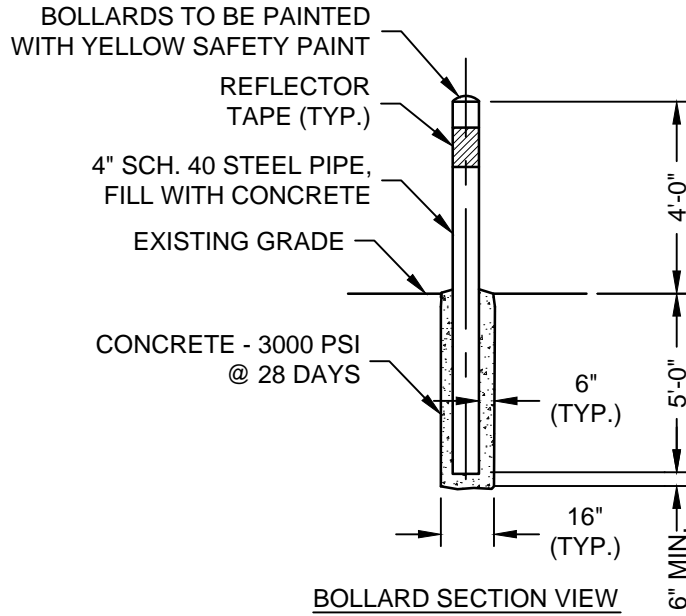 BOLLARDS TO BE PAINTED
WITH YELLOW SAFETY PAINT
REFLECTOR
TAPE (TYP.)
4" SCH. 40 STEEL PIPE,
FILL WITH CONCRETE
EXISTING GRADE
CONCRETE - 3000 PSI
@ 28 DAYS
4'-0"
5'-0"
6"
(TYP.)
16"
(TYP.)
6" MIN.
BOLLARD SECTION VIEW